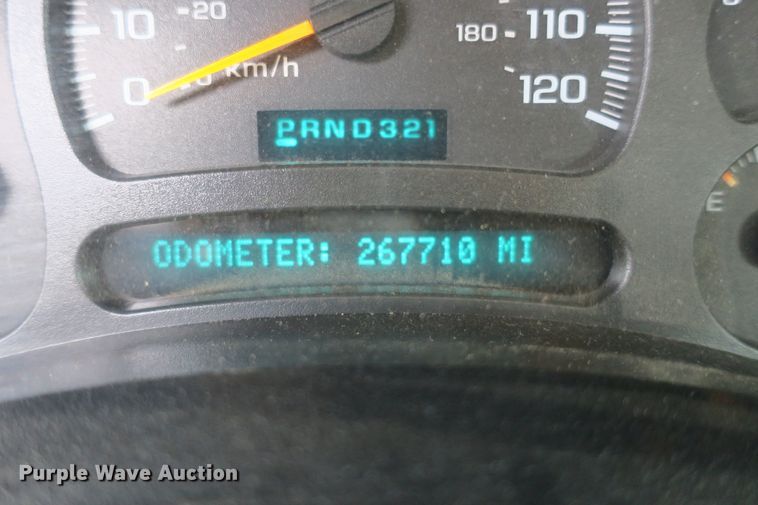 10 20 180 110
0 km/h 120
PRND321
E
ODOMETER: 267710 MI
Purple Wave Auction